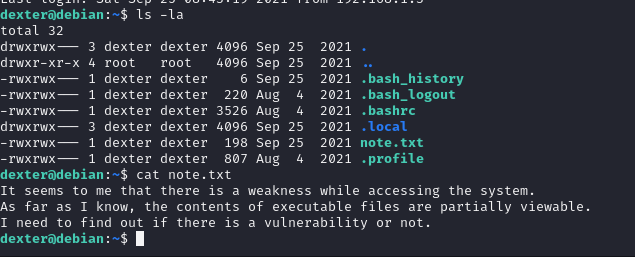 Last login: Sat Sep 25 08:43:19 2021 from 192.168.1.5
dexter@debian:~$ ls -la
total 32
drwxrwx--- 3 dexter dexter 4096 Sep 25  2021 .
drwxr-xr-x 4 root   root   4096 Sep 25  2021 ..
-rwxrwx--- 1 dexter dexter    6 Sep 25  2021 .bash_history
-rwxrwx--- 1 dexter dexter  220 Aug  4  2021 .bash_logout
-rwxrwx--- 1 dexter dexter 3526 Aug  4  2021 .bashrc
drwxrwx--- 3 dexter dexter 4096 Sep 25  2021 .local
-rwxrwx--- 1 dexter dexter  198 Sep 25  2021 note.txt
-rwxrwx--- 1 dexter dexter  807 Aug  4  2021 .profile
dexter@debian:~$ cat note.txt
It seems to me that there is a weakness while accessing the system.
As far as I know, the contents of executable files are partially viewable.
I need to find out if there is a vulnerability or not.
dexter@debian:~$